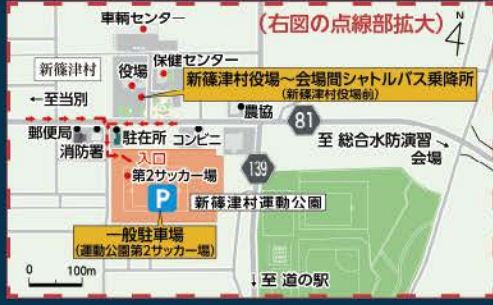 車輌センター
(右図の点線部拡大)
N
4
保健センター
新篠津村
役場
新篠津村役場～会場間シャトルバス乗降所
(新篠津村役場前)
←至当別
農協
81
郵便局
駐在所
コンビニ
消防署
入口
至 総合水防演習
会場
139
第2サッカー場
P
新篠津村運動公園
一般駐車場
(運動公園第2サッカー場)
0 100m
↓至 道の駅